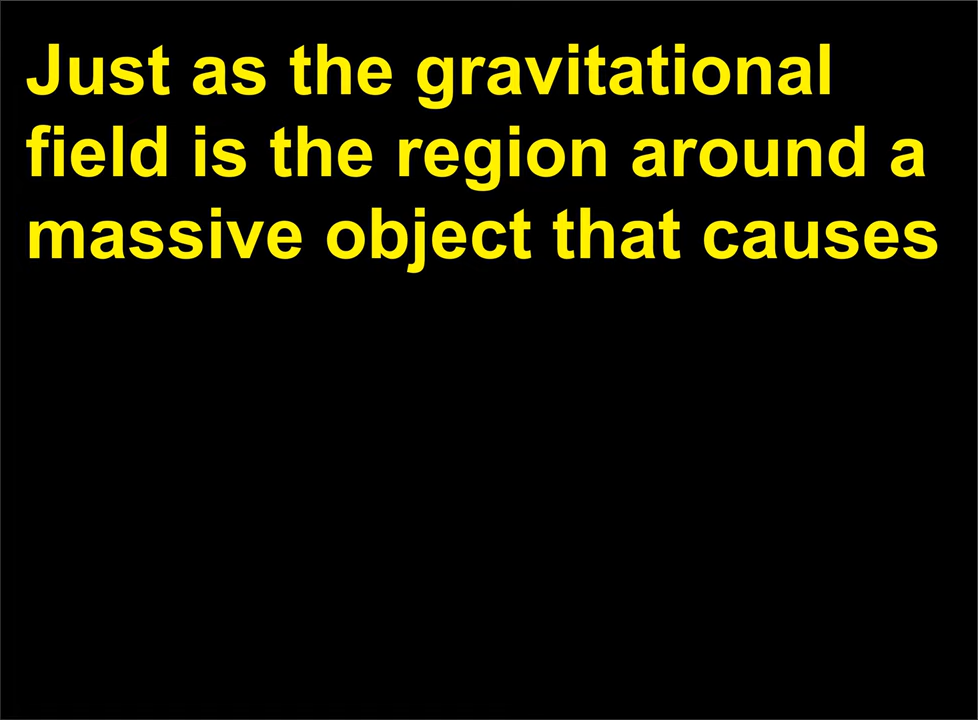 Just as the gravitational
field is the region around a
massive object that causes